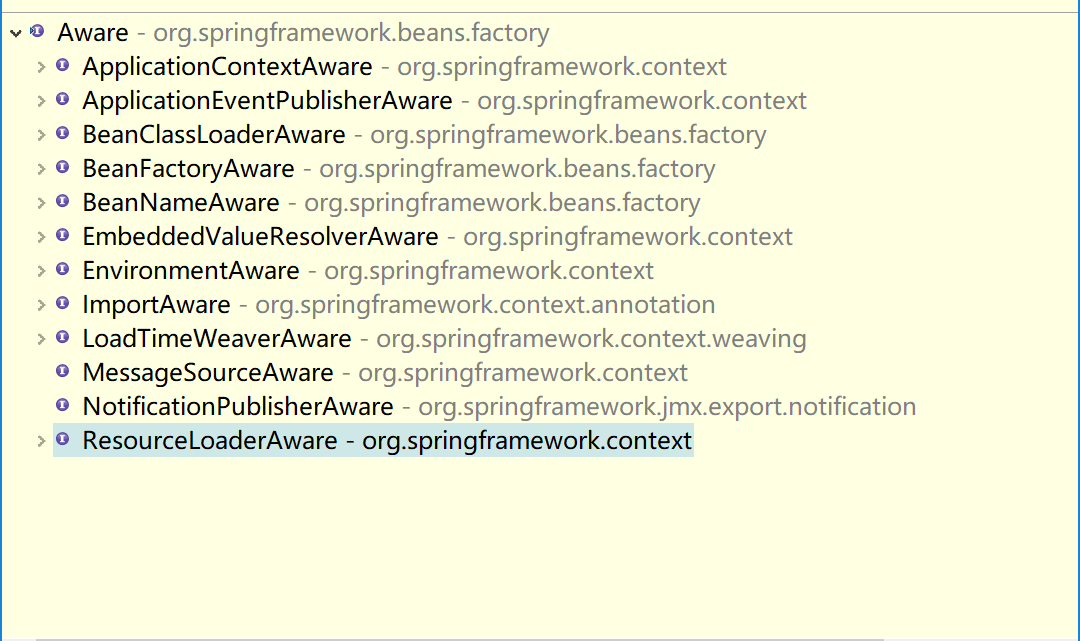 Aware - org.springframework.beans.factory
ApplicationContextAware - org.springframework.context
ApplicationEventPublisherAware - org.springframework.context
BeanClassLoaderAware - org.springframework.beans.factory
BeanFactoryAware - org.springframework.beans.factory
BeanNameAware - org.springframework.beans.factory
EmbeddedValueResolverAware - org.springframework.context
EnvironmentAware - org.springframework.context
ImportAware - org.springframework.context.annotation
LoadTimeWeaverAware - org.springframework.context.weaving
MessageSourceAware - org.springframework.context
NotificationPublisherAware - org.springframework.jmx.export.notification
ResourceLoaderAware - org.springframework.context